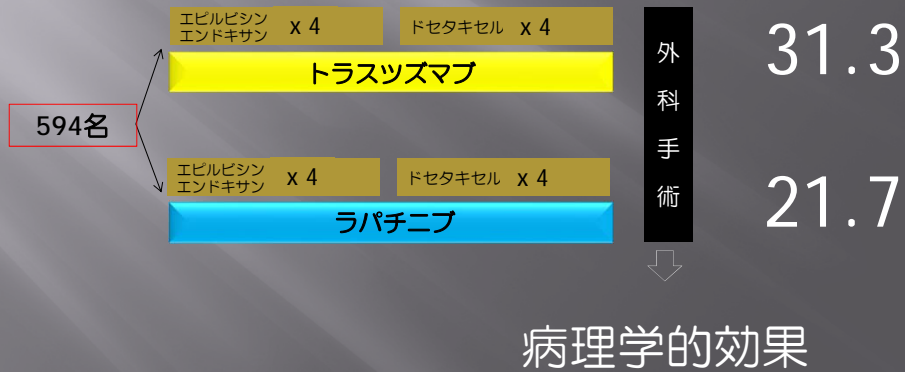 エピルビシン
エンドキサン x 4
ドセタキセル x 4
トラスツズマブ
31.3
594名
外科手術
エピルビシン
エンドキサン x 4
ドセタキセル x 4
ラパチニブ
21.7
病理学的効果